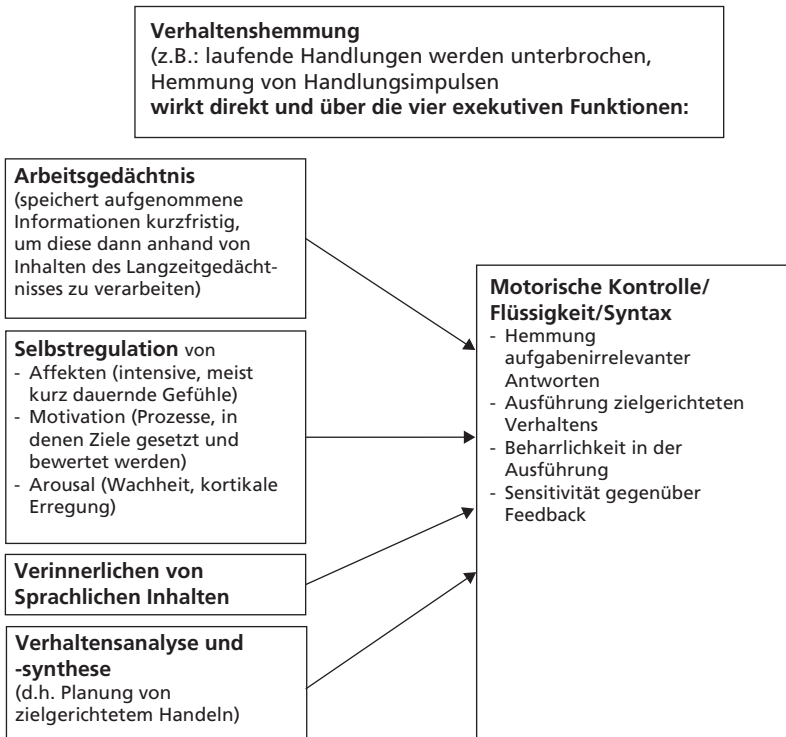 Verhaltenshemmung
(z.B.: laufende Handlungen werden unterbrochen,
Hemmung von Handlungsimpulsen
wirkt direkt und über die vier exekutiven Funktionen:
Arbeitsgedächtnis
(speichert aufgenommene
Informationen kurzfristig,
um diese dann anhand von
Inhalten des Langzeitgedächt-
nisses zu verarbeiten)
Selbstregulation von
- Affekten (intensive, meist
kurz dauernde Gefühle)
- Motivation (Prozesse, in
denen Ziele gesetzt und
bewertet werden)
- Arousal (Wachheit, kortikale
Erregung)
Verinnerlichen von
Sprachlichen Inhalten
Verhaltensanalyse und
-synthese
(d.h. Planung von
zielgerichtetem Handeln)
Motorische Kontrolle/
Flüssigkeit/Syntax
- Hemmung
aufgabenirrelevanter
Antworten
- Ausführung zielgerichteten
Verhaltens
- Beharrlichkeit in der
Ausführung
- Sensitivität gegenüber
Feedback